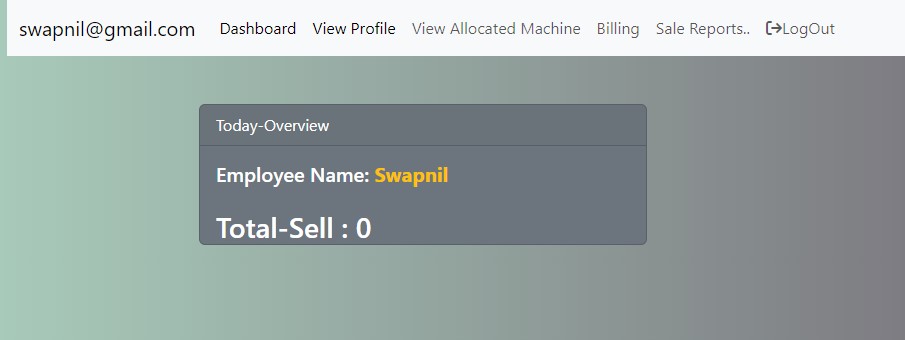 swapnil@gmail.com Dashboard View Profile View Allocated Machine Billing Sale Reports.. LogOut
Today-Overview
Employee Name: Swapnil
Total-Sell : 0